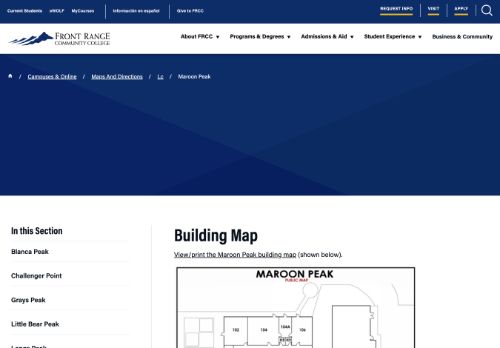 Current Students eWOLF MyCourses Información en español Give to FRCC REQUEST INFO VISIT APPLY
FRONT RANGE
COMMUNITY COLLEGE
About FRCC Programs & Degrees Admissions & Aid Student Experience Business & Community
/ Campuses & Online / Maps And Directions / Lc / Maroon Peak
In this Section
Blanca Peak
Challenger Point
Grays Peak
Little Bear Peak
Longs Peak
Building Map
View/print the Maroon Peak building map (shown below).
MAROON PEAK
PUBLIC MAP
102 104 104A 106